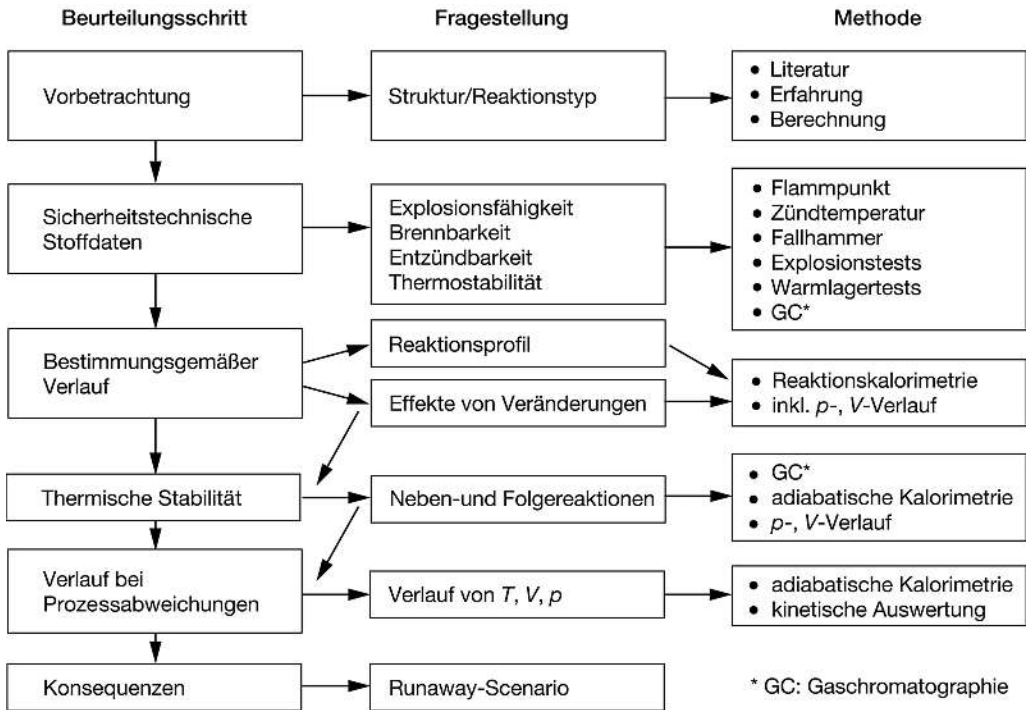 Beurteilungsschritt
Fragestellung
Methode
Vorbetrachtung
Struktur/Reaktionstyp
• Literatur
• Erfahrung
• Berechnung
Sicherheitstechnische
Stoffdaten
Explosionsfähigkeit
Brennbarkeit
Entzündbarkeit
Thermostabilität
• Flammpunkt
• Zündtemperatur
• Fallhammer
• Explosionstests
• Warmlagertests
• GC*
Bestimmungsgemäßer
Verlauf
Reaktionsprofil
Effekte von Veränderungen
• Reaktionskalorimetrie
• inkl. p-, V-Verlauf
Thermische Stabilität
Neben-und Folgereaktionen
• GC*
• adiabatische Kalorimetrie
• p-, V-Verlauf
Verlauf bei
Prozessabweichungen
Verlauf von T, V, p
• adiabatische Kalorimetrie
• kinetische Auswertung
Konsequenzen
Runaway-Scenario
* GC: Gaschromatographie